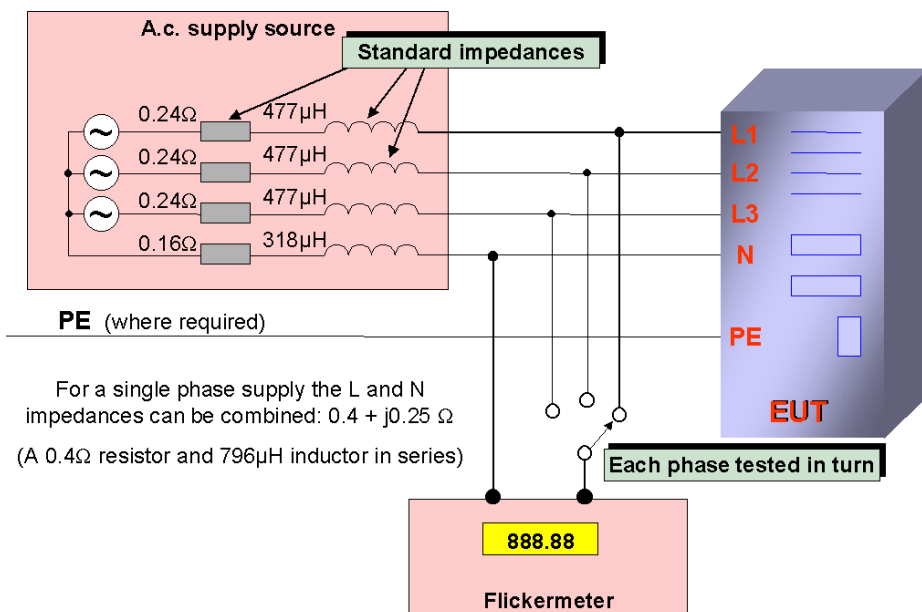 A.c. supply source
Standard impedances
0.24Ω 477µH
0.24Ω 477µH
0.24Ω 477µH
0.16Ω 318µH
L1
L2
L3
N
PE (where required)
PE
For a single phase supply the L and N
impedances can be combined: 0.4 + j0.25 Ω
(A 0.4Ω resistor and 796µH inductor in series)
EUT
Each phase tested in turn
888.88
Flickermeter